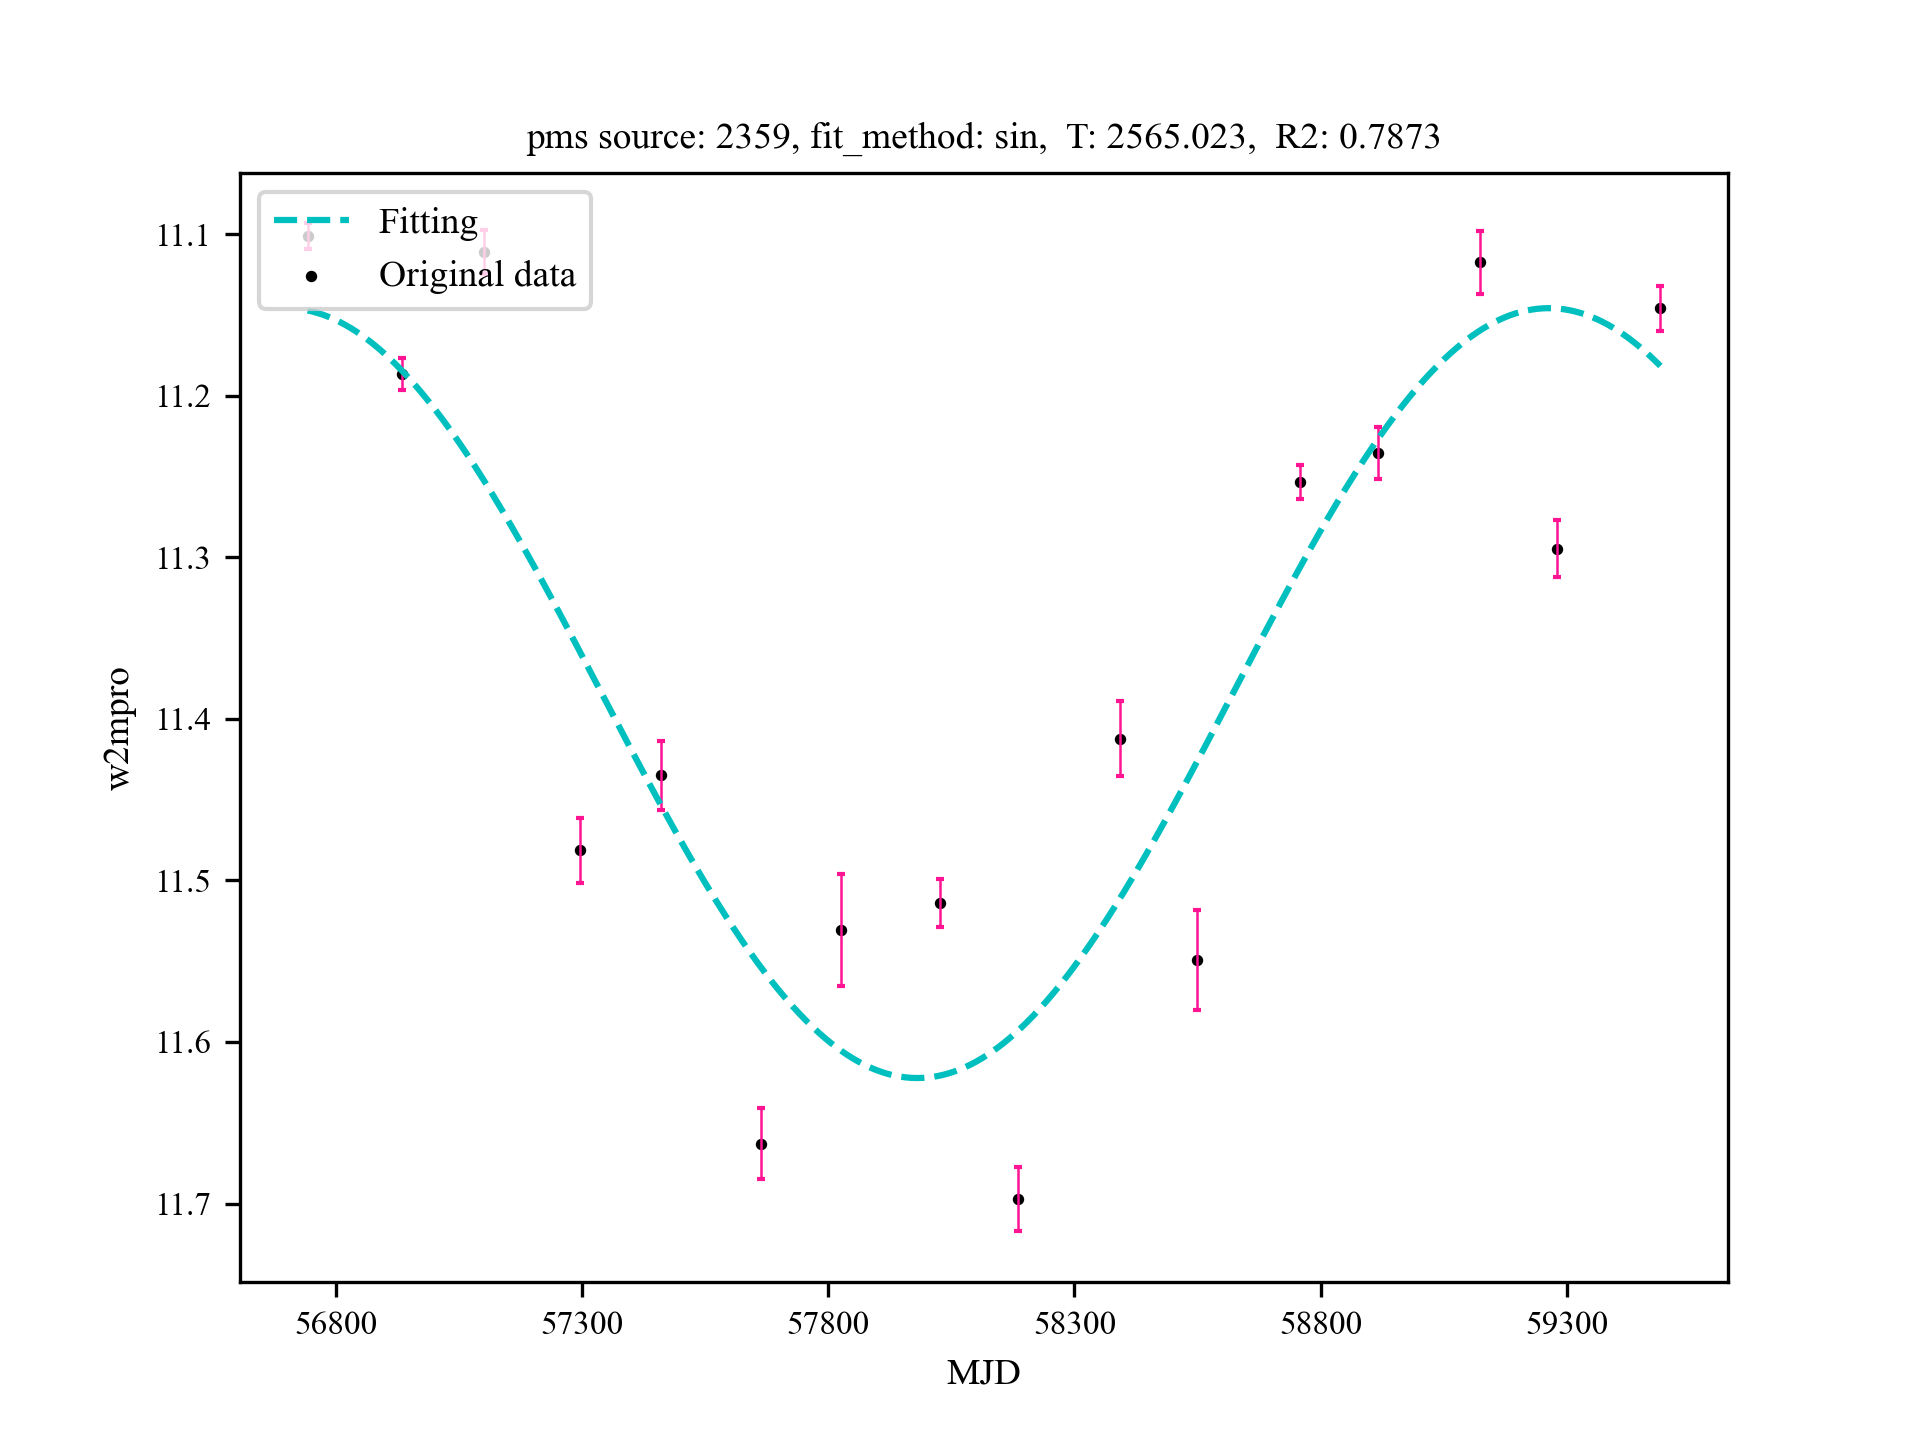 pms source: 2359, fit_method: sin,  T: 2565.023,  R2: 0.7873
Fitting
Original data
11.1
11.2
11.3
11.4
11.5
11.6
11.7
w2mpro
56800 57300 57800 58300 58800 59300
MJD